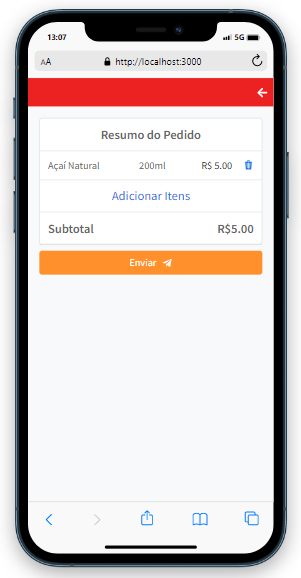 13:07 5G
AA http://localhost:3000
Resumo do Pedido
Açaí Natural 200ml R$ 5.00
Adicionar Itens
Subtotal R$5.00
Enviar